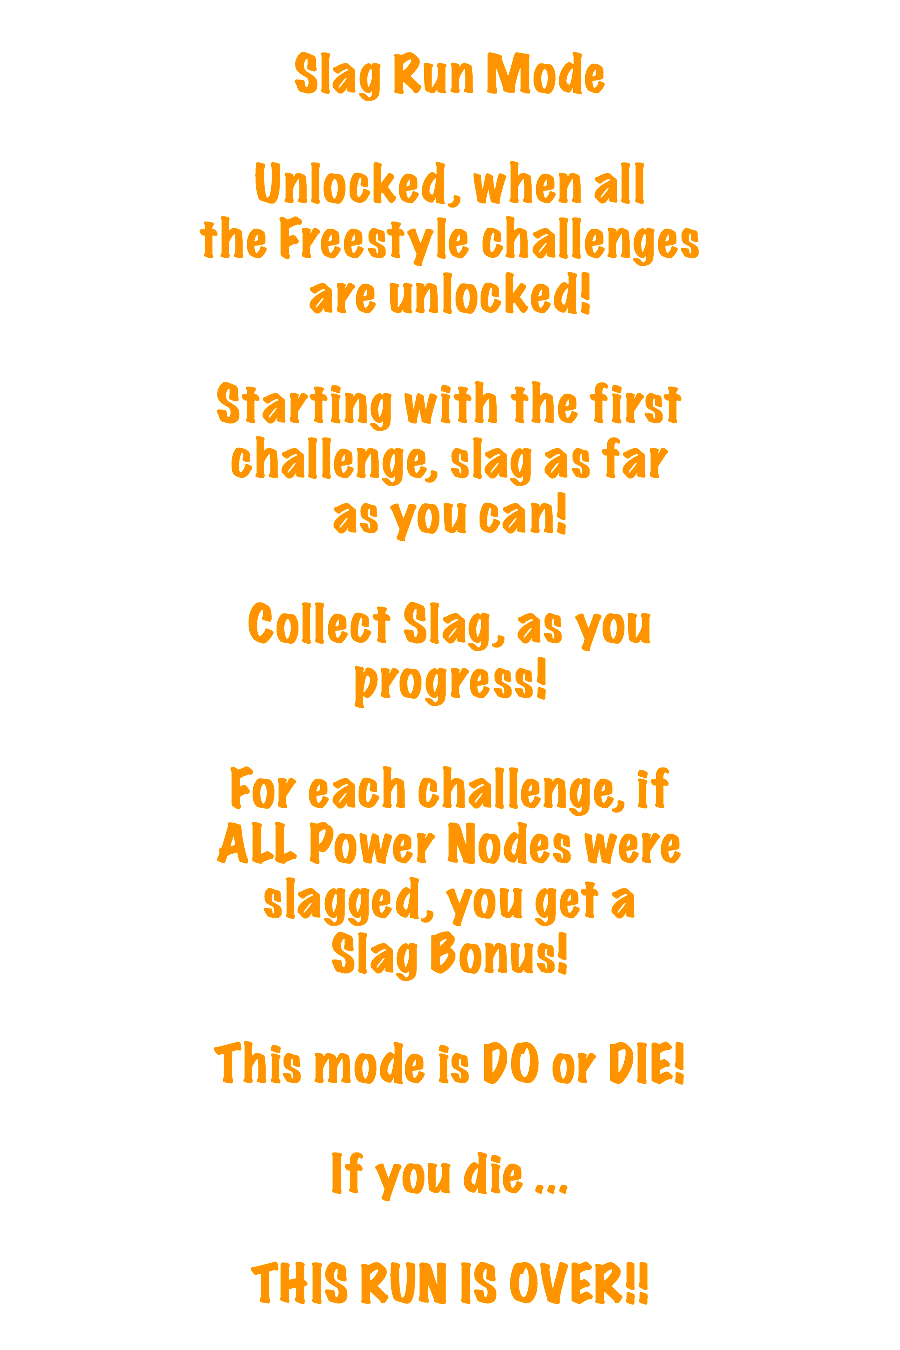 Slag Run Mode
Unlocked, when all
the Freestyle challenges
are unlocked!
Starting with the first
challenge, slag as far
as you can!
Collect Slag, as you
progress!
For each challenge, if
ALL Power Nodes were
slagged, you get a
Slag Bonus!
This mode is DO or DIE!
If you die ...
THIS RUN IS OVER!!